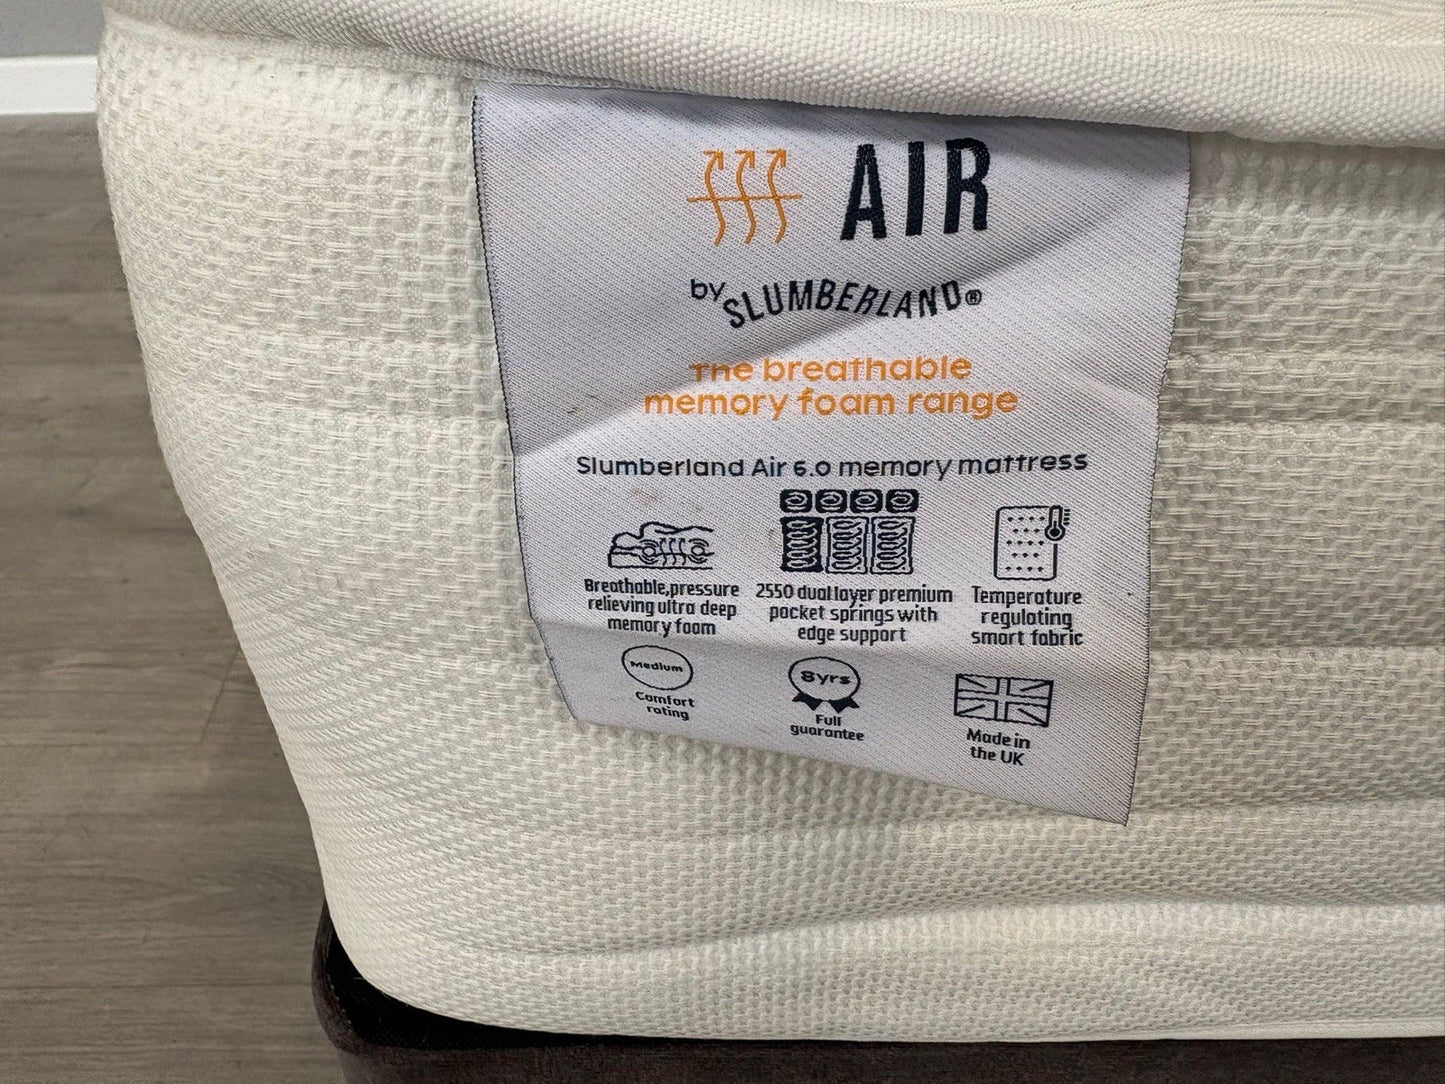 AIR
by SLUMBERLAND®
The breathable
memory foam range
Slumberland Air 6.0 memory mattress
Breathable,pressure
relieving ultra deep
memory foam
2550 dual layer premium
pocket springs with
edge support
Temperature
regulating
smart fabric
Medium
Comfort
rating
8yrs
Full
guarantee
Made in
the UK